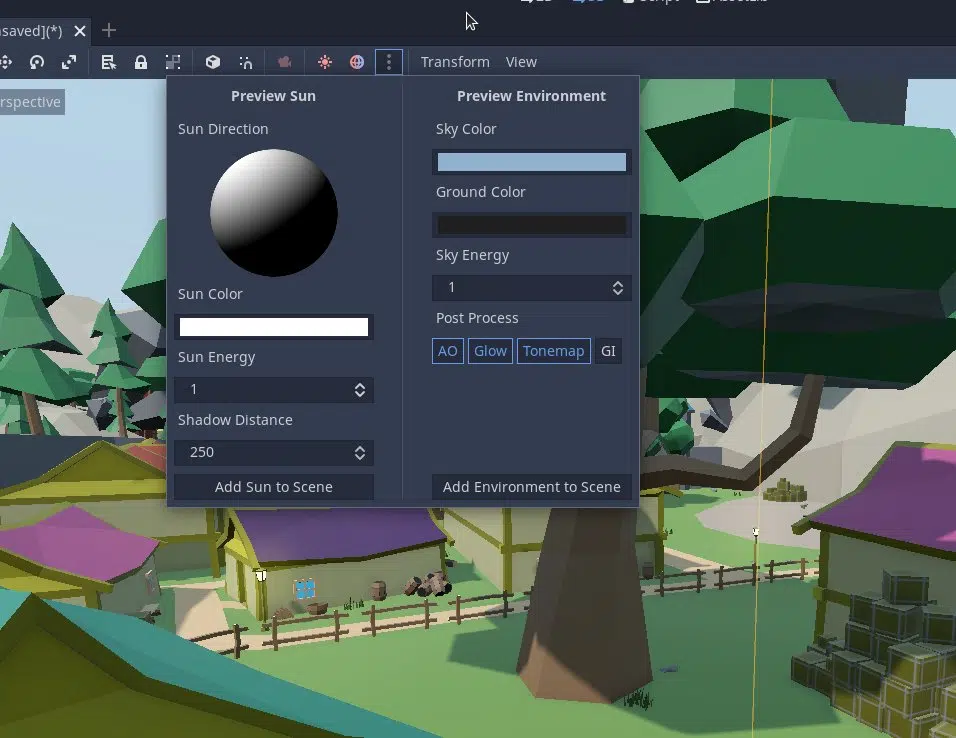 nsaved](*)
Transform View
rspective
Preview Sun
Sun Direction
Sun Color
Sun Energy
1
Shadow Distance
250
Add Sun to Scene
Preview Environment
Sky Color
Ground Color
Sky Energy
1
Post Process
AO Glow Tonemap GI
Add Environment to Scene